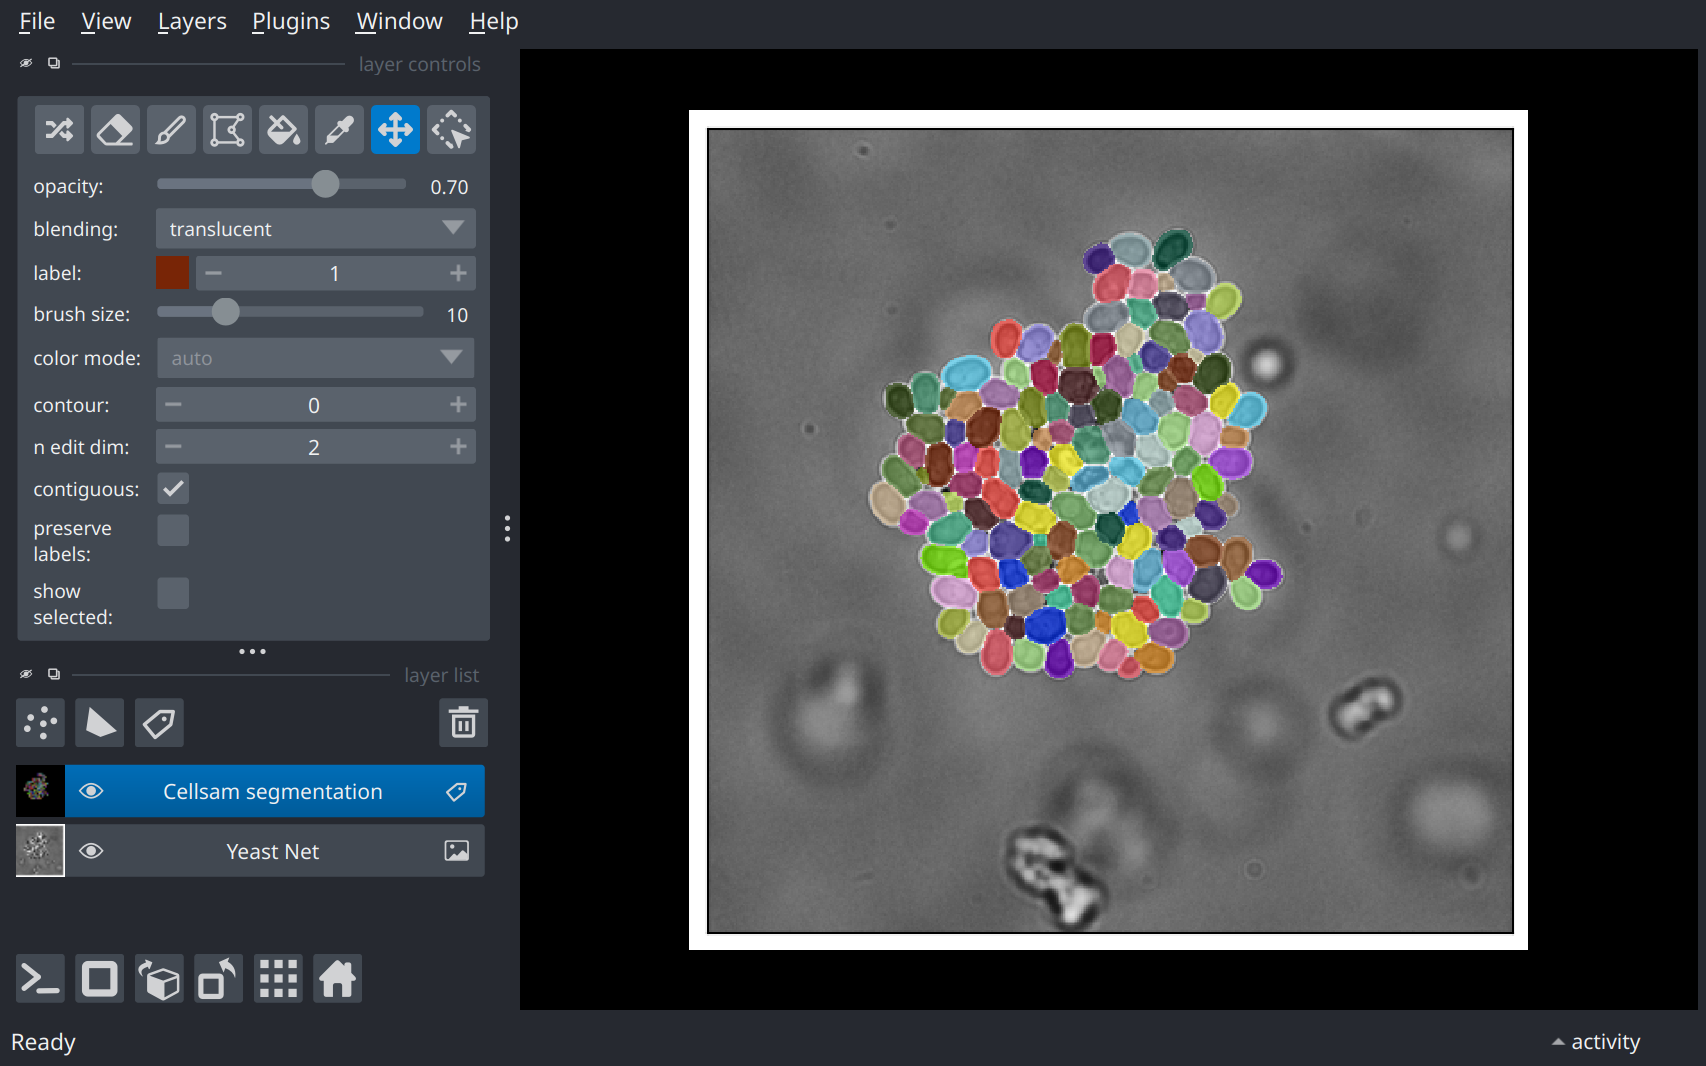 File View Layers Plugins Window Help
layer controls
opacity: 0.70
blending: translucent
label: 1
brush size: 10
color mode: auto
contour: 0
n edit dim: 2
contiguous:
preserve
labels:
show
selected:
layer list
Cellsam segmentation
Yeast Net
Ready
activity